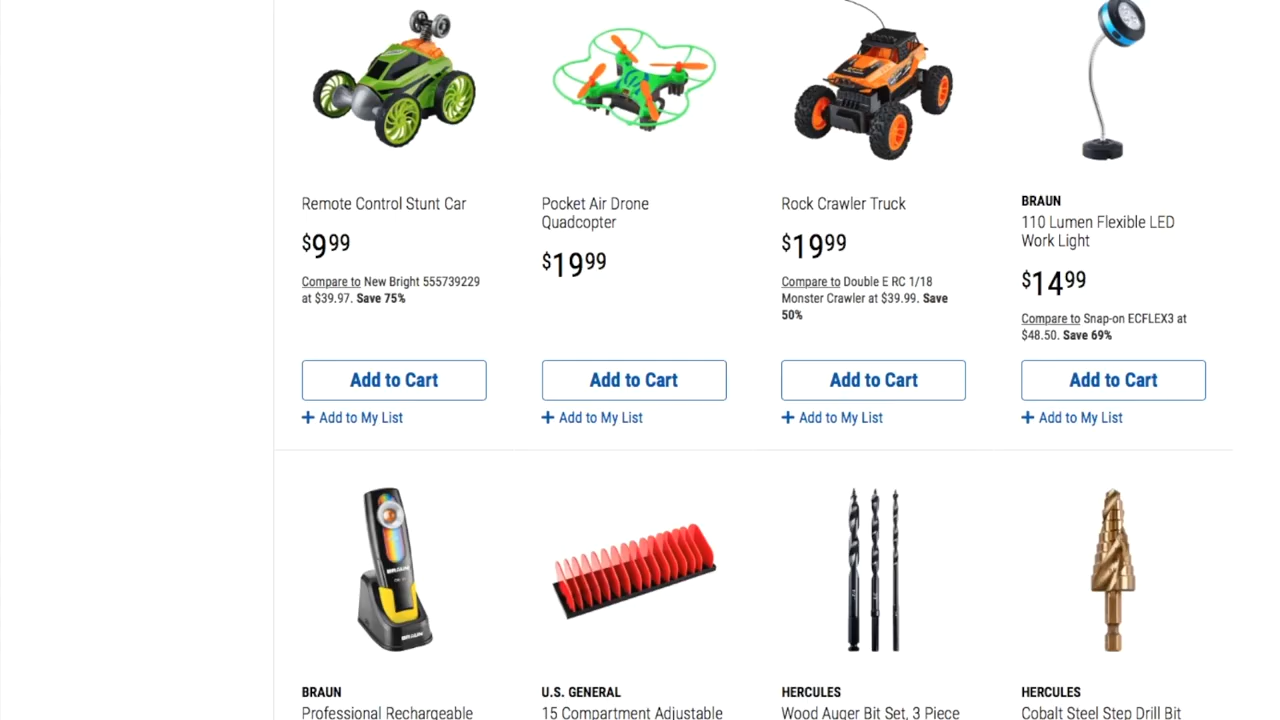 Remote Control Stunt Car
$9.99
Compare to New Bright 555739229
at $39.97. Save 75%
Add to Cart
+ Add to My List
Pocket Air Drone
Quadcopter
$19.99
Add to Cart
+ Add to My List
Rock Crawler Truck
$19.99
Compare to Double E RC 1/18
Monster Crawler at $39.99. Save
50%
Add to Cart
+ Add to My List
BRAUN
110 Lumen Flexible LED
Work Light
$14.99
Compare to Snap-on ECFLEX3 at
$48.50. Save 69%
Add to Cart
+ Add to My List
BRAUN
BRAUN
BRAUN
Professional Rechargeable
U.S. GENERAL
15 Compartment Adjustable
HERCULES
Wood Auger Bit Set, 3 Piece
HERCULES
Cobalt Steel Step Drill Bit